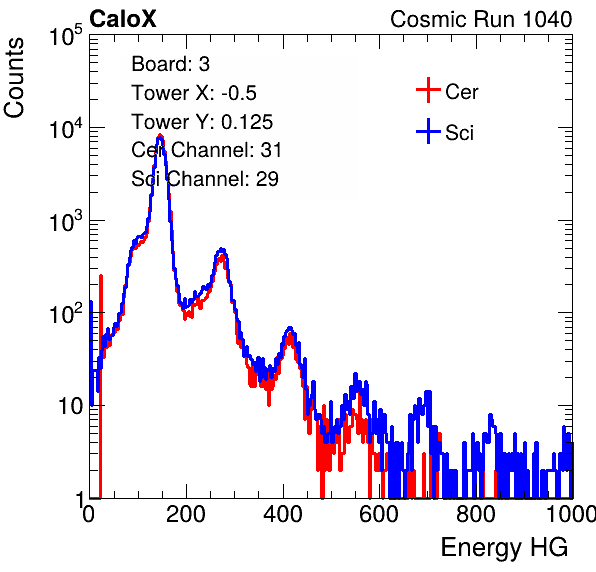 CaloX Cosmic Run 1040
Counts
10^5
Board: 3
Tower X: -0.5
Tower Y: 0.125
Cer Channel: 31
Sci Channel: 29
Cer
Sci
10^4
10^3
10^2
10
1
0 200 400 600 800 1000
Energy HG